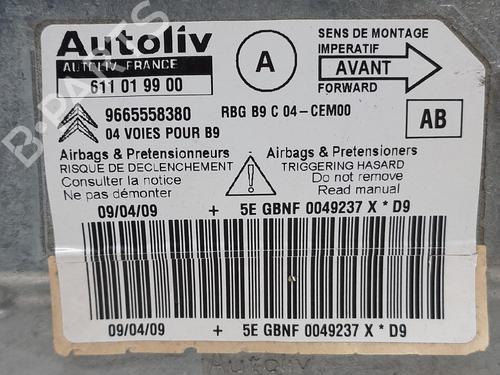 Autoliv
AUTOLIV FRANCE
611 01 99 00
A
SENS DE MONTAGE
IMPERATIF
AVANT
FORWARD
9665558380
RBG B9 C 04-CEM00
04 VOIES POUR B9
AB
Airbags & Pretensionneurs
RISQUE DE DECLENCHEMENT
Consulter la notice
Ne pas démonter
!
Airbags & Pretensioners
TRIGGERING HASARD
Do not remove
Read manual
09/04/09 + 5E GBNF 0049237 X * D9
09/04/09 + 5E GBNF 0049237 X * D9
AUTOLIV
B-PARTS